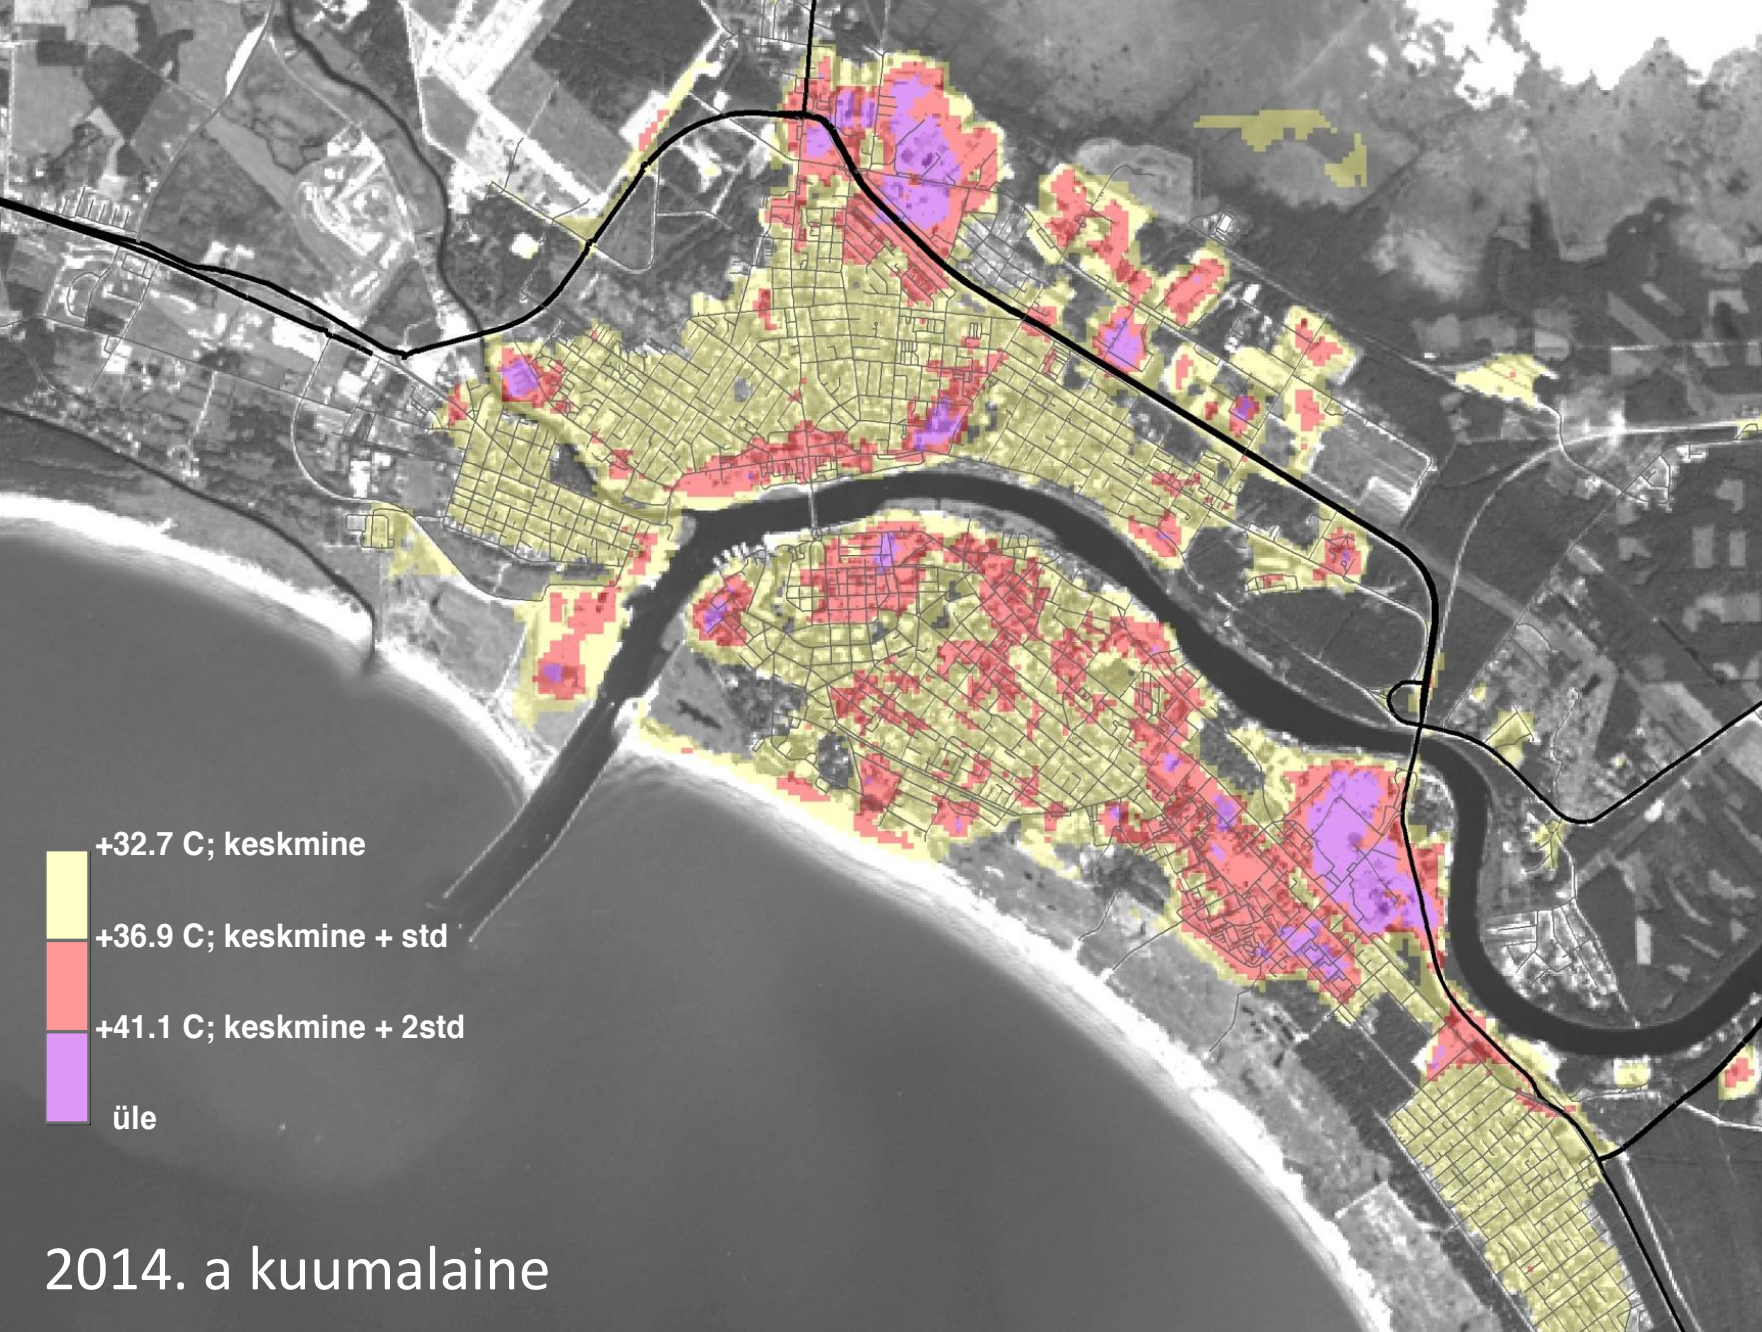 +32.7 C; keskmine
+36.9 C; keskmine + std
+41.1 C; keskmine + 2std
üle
2014. a kuumalaine